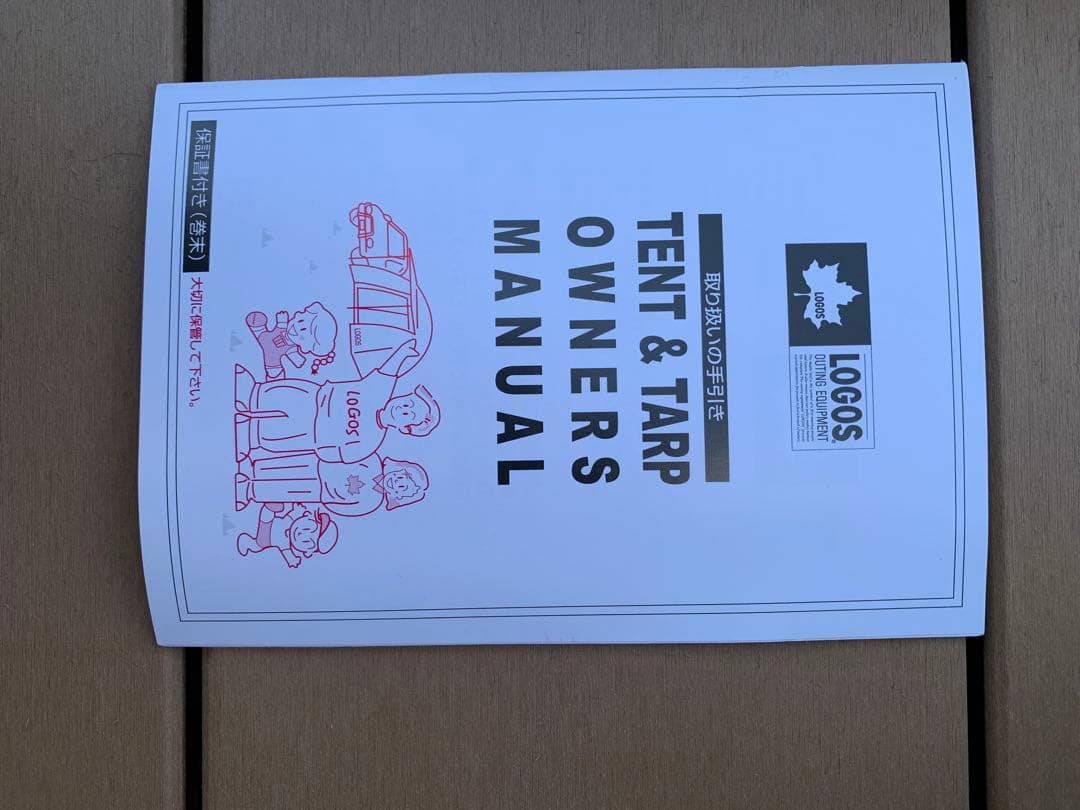 LOGOS
LOGOS®
OUTING EQUIPMENT
取り扱いの手引き
TENT & TARP
OWNERS
MANUAL
LOGOS
LOGOS
保証書付き(巻末)
大切に保管して下さい。